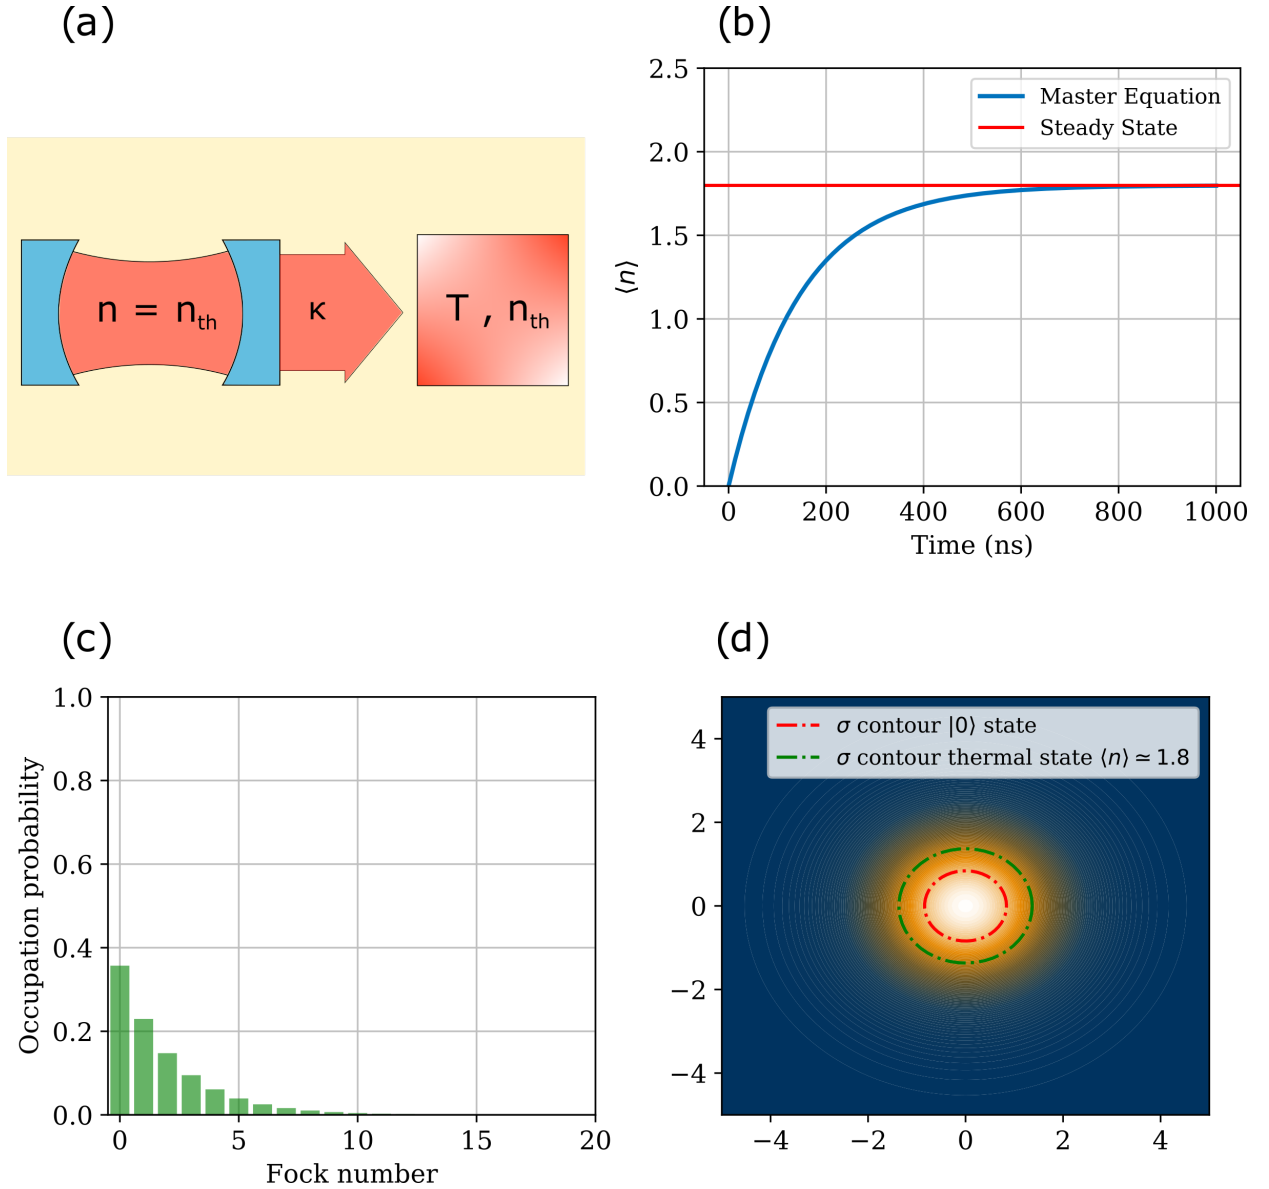 (a)
n = n_th
κ
T , n_th
(b)
2.5
2.0
1.5
1.0
0.5
0.0
⟨n⟩
Master Equation
Steady State
0 200 400 600 800 1000
Time (ns)
(c)
1.0
0.8
0.6
0.4
0.2
0.0
Occupation probability
0 5 10 15 20
Fock number
(d)
σ contour |0⟩ state
σ contour thermal state ⟨n⟩ ≃ 1.8
4
2
0
−2
−4
−4 −2 0 2 4